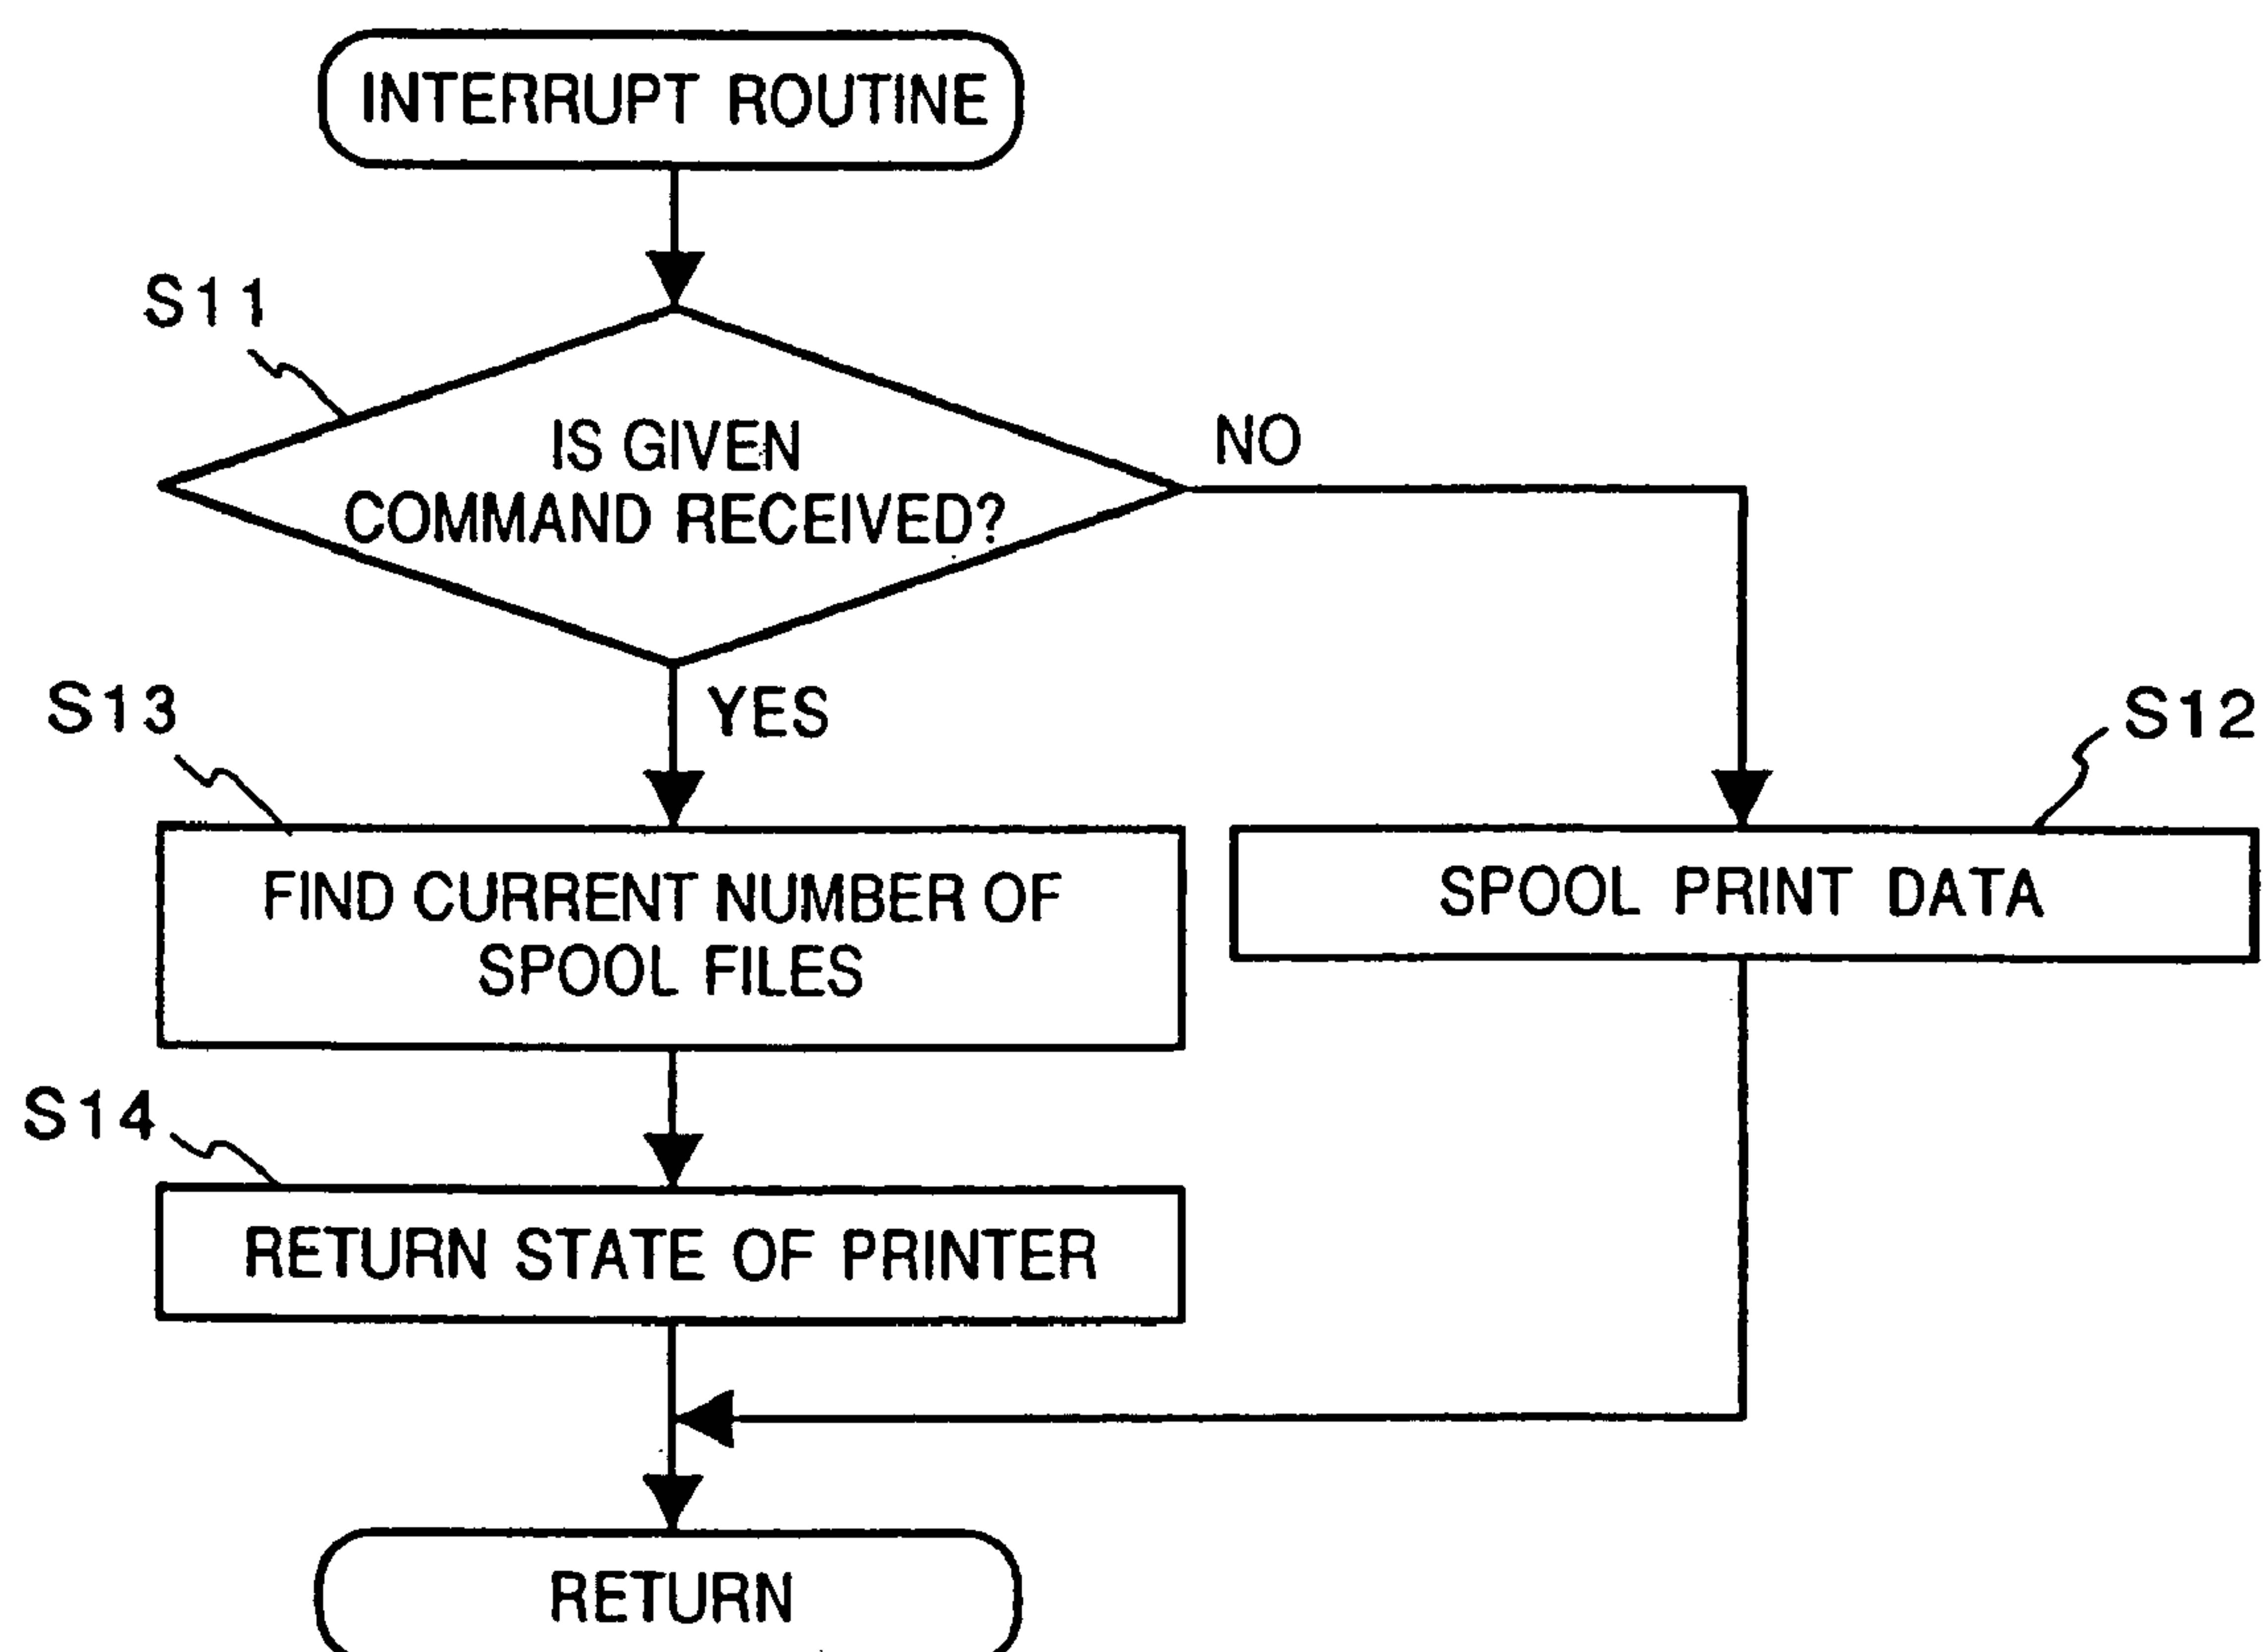 INTERRUPT ROUTINE
S11
IS GIVEN
COMMAND RECEIVED?
NO
YES
S13
S12
FIND CURRENT NUMBER OF
SPOOL FILES
SPOOL PRINT DATA
S14
RETURN STATE OF PRINTER
RETURN